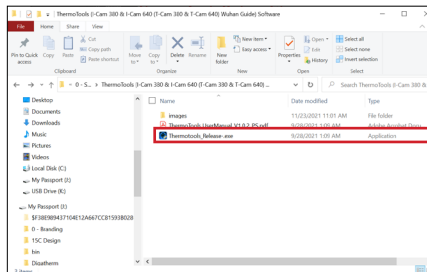 ThermoTools (I-Cam 380 & I-Cam 640 (T-Cam 380 & T-Cam 640) Wuhan Guide) Software
File Home Share View
Pin to Quick access
Copy
Paste
Cut
Copy path
Paste shortcut
Move to
Copy to
Delete
Rename
New folder
New item
Easy access
Properties
Open
Edit
History
Select all
Select none
Invert selection
Clipboard Organize New Open Select
0 - S... ThermoTools (I-Cam 380 & I-Cam 640 (T-Cam 380 & T-Cam 640) ...
Search ThermoTools (I-Cam 380 &
Desktop
Documents
Downloads
Music
Pictures
Videos
Local Disk (C:)
My Passport (I:)
USB Drive (K:)
My Passport (I:)
0 - Branding
15C Design
bin
Digatherm
Name Date modified Type
images 11/23/2021 11:01 AM File folder
ThermoTools UserManual V1.0.2_PS.pdf 9/28/2021 1:09 AM Adobe Acrobat Docu
Thermotools_Release-.exe 9/28/2021 1:09 AM Application
3 items